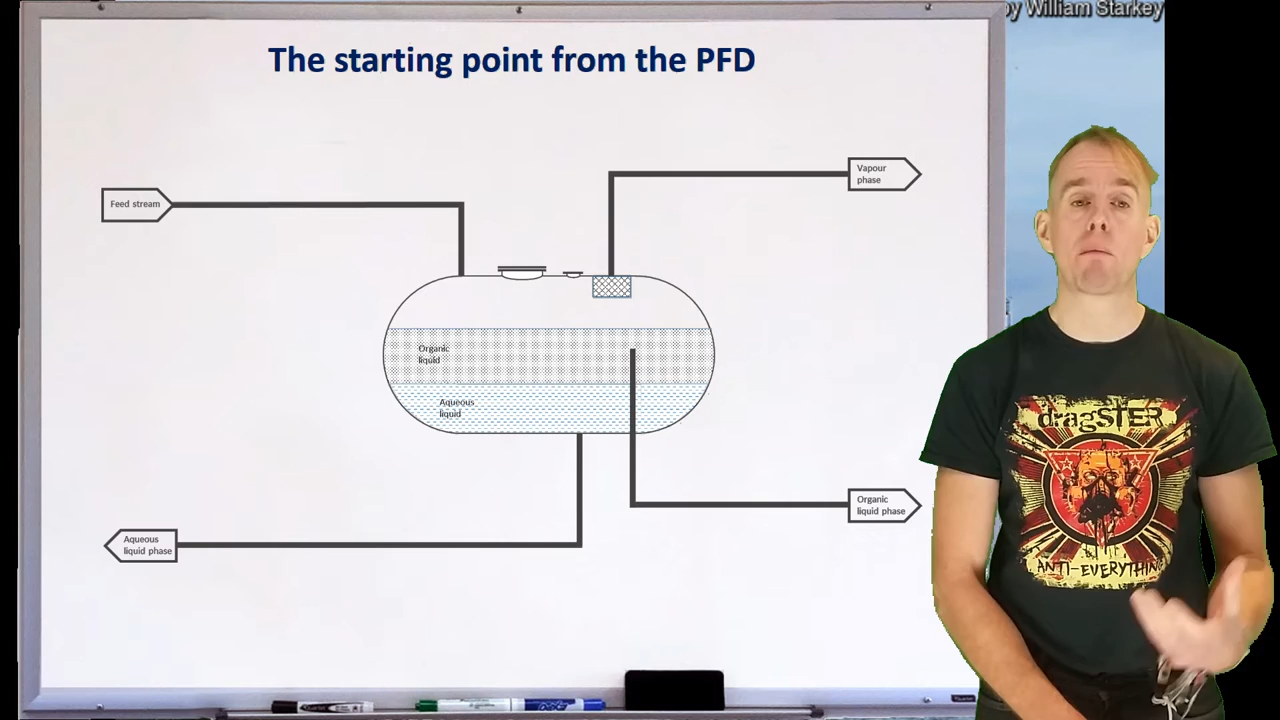 by William Starkey
The starting point from the PFD
Vapour
phase
Feed stream
Organic
liquid
Aqueous
liquid
Organic
liquid phase
Aqueous
liquid phase
dragSTER
ANTI-EVERYTHING